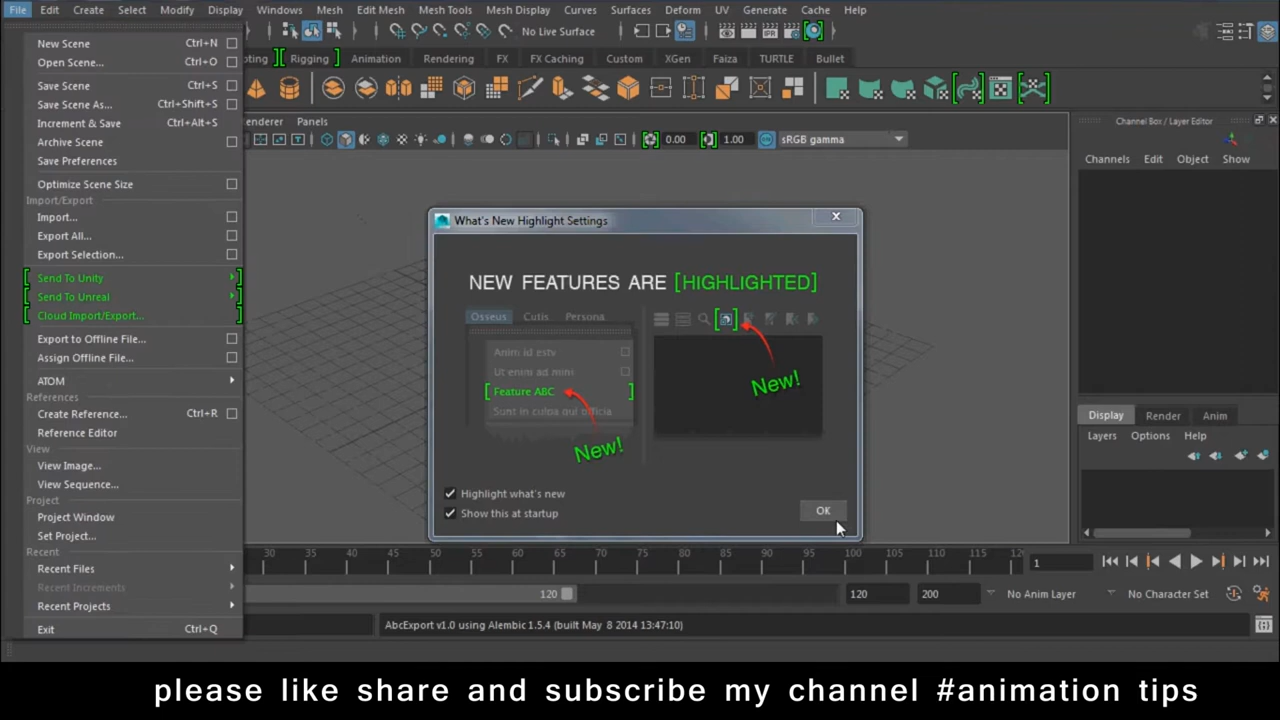 File Edit Create Select Modify Display Windows Mesh Edit Mesh Mesh Tools Mesh Display Curves Surfaces Deform UV Generate Cache Help
No Live Surface
Rigging Animation Rendering FX FX Caching Custom XGen Faiza TURTLE Bullet
Panels
0.00 1.00 sRGB gamma
New Scene Ctrl+N
Open Scene... Ctrl+O
Save Scene Ctrl+S
Save Scene As... Ctrl+Shift+S
Increment & Save Ctrl+Alt+S
Archive Scene
Save Preferences
Optimize Scene Size
Import/Export
Import...
Export All...
Export Selection...
Send To Unity
Send To Unreal
Cloud Import/Export...
Export to Offline File...
Assign Offline File...
ATOM
References
Create Reference... Ctrl+R
Reference Editor
View
View Image...
View Sequence...
Project
Project Window
Set Project...
Recent
Recent Files
Recent Increments
Recent Projects
Exit Ctrl+Q
What's New Highlight Settings
NEW FEATURES ARE [HIGHLIGHTED]
Osseus Cutis Persona
Anim id estv
Ut enim ad mini
Feature ABC
Sunt in culpa qui officia
New!
New!
Highlight what's new
Show this at startup
OK
Channel Box / Layer Editor
Channels Edit Object Show
Display Render Anim
Layers Options Help
30 35 40 45 50 55 60 65 70 75 80 85 90 95 100 105 110 115 12
1
120 120 200 No Anim Layer No Character Set
AbcExport v1.0 using Alembic 1.5.4 (built May 8 2014 13:47:10)
please like share and subscribe my channel #animation tips